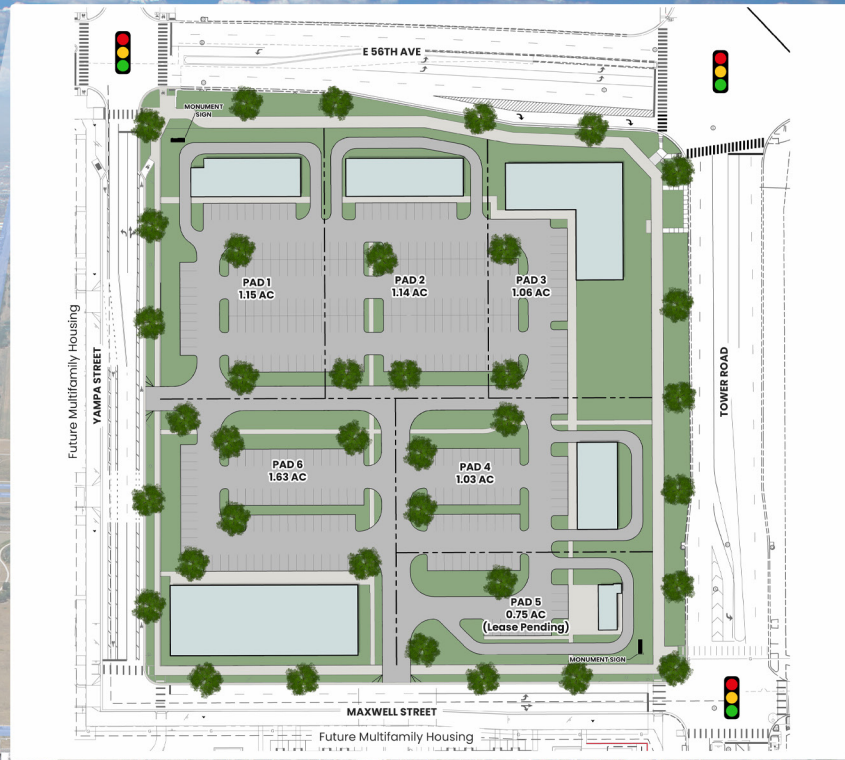 E 56TH AVE
MONUMENT
SIGN
PAD 1
1.15 AC
PAD 2
1.14 AC
PAD 3
1.06 AC
Future Multifamily Housing
YAMPA STREET
TOWER ROAD
PAD 6
1.63 AC
PAD 4
1.03 AC
PAD 5
0.75 AC
(Lease Pending)
MONUMENT SIGN
MAXWELL STREET
Future Multifamily Housing